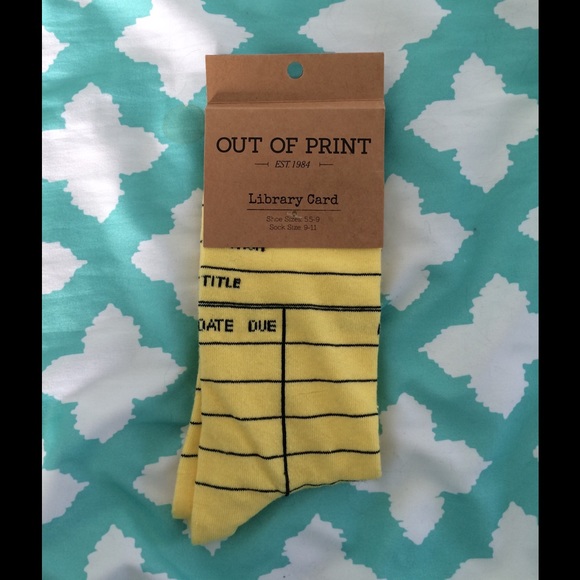 OUT OF PRINT
EST. 1984
Library Card
Shoe Size: 5.5-9
Sock Size 9-11
TITLE
DATE DUE